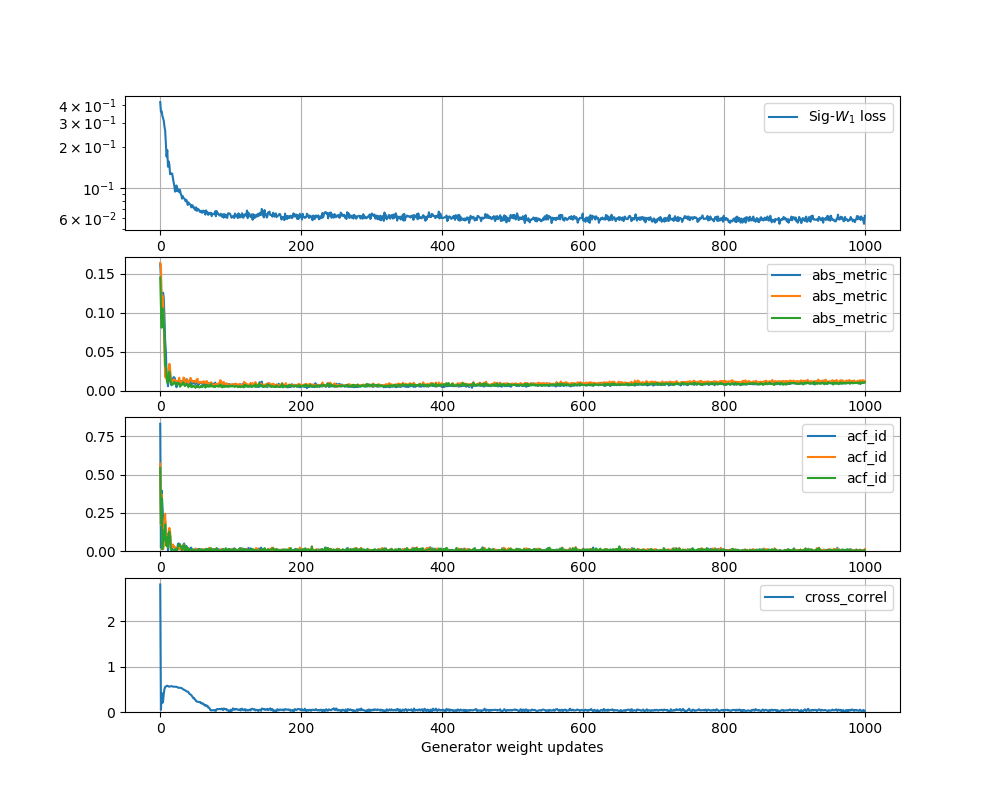 4 × 10⁻¹
3 × 10⁻¹
2 × 10⁻¹
10⁻¹
6 × 10⁻²
Sig-W₁ loss
0 200 400 600 800 1000
0.15
0.10
0.05
0.00
abs_metric
abs_metric
abs_metric
0 200 400 600 800 1000
0.75
0.50
0.25
0.00
acf_id
acf_id
acf_id
0 200 400 600 800 1000
2
1
0
cross_correl
0 200 400 600 800 1000
Generator weight updates